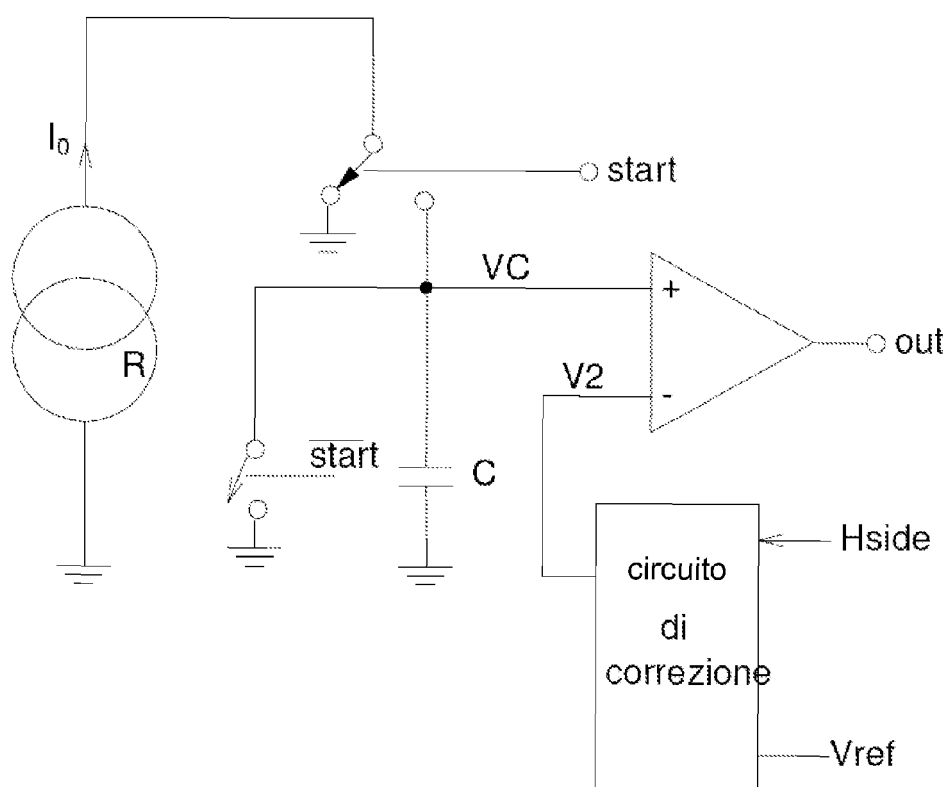 I₀
start
VC
+
out
R
V2
-
start
C
Hside
circuito
di
correzione
Vref